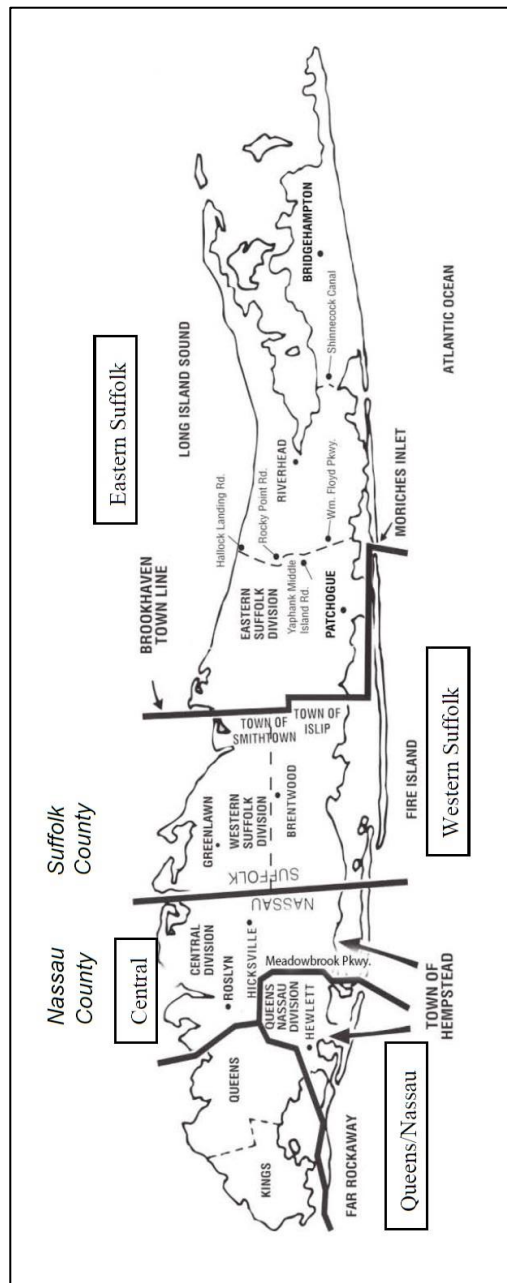 Nassau
County
Suffolk
County
Central
Eastern Suffolk
BROOKHAVEN
TOWN LINE
LONG ISLAND SOUND
CENTRAL
DIVISION
ROSLYN
HICKSVILLE
QUEENS
KINGS
QUEENS
NASSAU
DIVISION
HEWLETT
Meadowbrook Pkwy.
NASSAU
SUFFOLK
GREENLAWN
WESTERN
SUFFOLK
DIVISION
BRENTWOOD
TOWN OF
SMITHTOWN
TOWN OF
ISLIP
EASTERN
SUFFOLK
DIVISION
Hallock Landing Rd.
Rocky Point Rd.
Yaphank Middle
Island Rd.
Wm. Floyd Pkwy.
PATCHOGUE
RIVERHEAD
Shinnecock Canal
BRIDGEHAMPTON
FAR ROCKAWAY
TOWN OF
HEMPSTEAD
FIRE ISLAND
MORICHES INLET
ATLANTIC OCEAN
Queens/Nassau
Western Suffolk